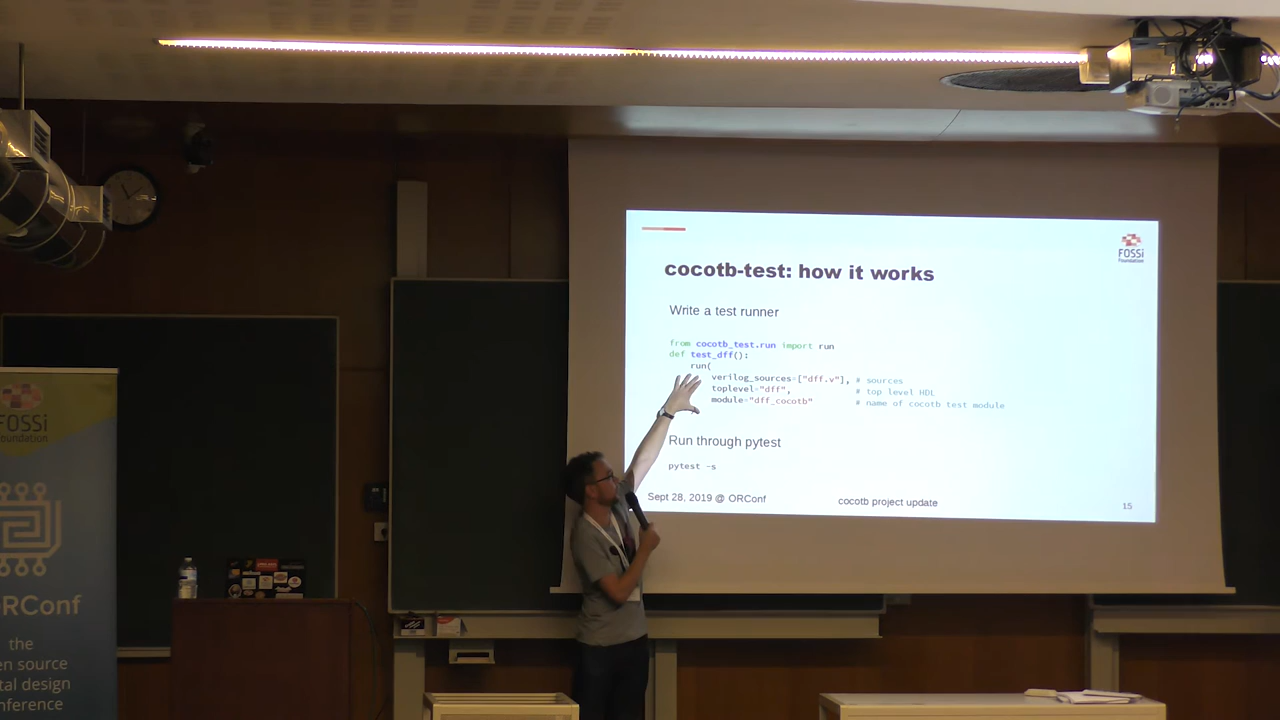 FOSSi
Foundation
cocotb-test: how it works
Write a test runner
from cocotb_test.run import run
def test_dff():
run(
verilog_sources=["dff.v"], # sources
toplevel="dff", # top level HDL
module="dff_cocotb" # name of cocotb test module
Run through pytest
pytest -s
Sept 28, 2019 @ ORConf
cocotb project update
15
FOSSi
oundation
RConf
the
en source
tal design
nference